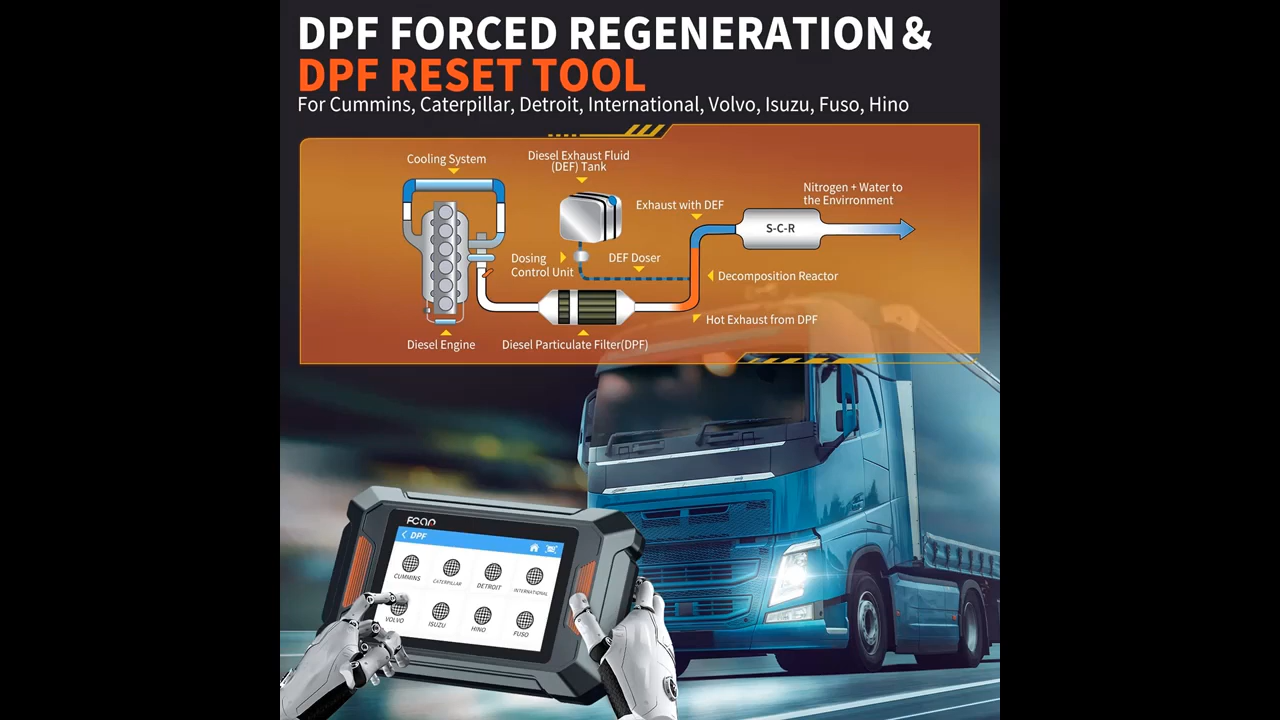 DPF FORCED REGENERATION &
DPF RESET TOOL
For Cummins, Caterpillar, Detroit, International, Volvo, Isuzu, Fuso, Hino
Cooling System
Diesel Exhaust Fluid
(DEF) Tank
Exhaust with DEF
Nitrogen + Water to
the Envirronment
S-C-R
Dosing
Control Unit
DEF Doser
Decomposition Reactor
Hot Exhaust from DPF
Diesel Engine
Diesel Particulate Filter(DPF)
FCAR
DPF
CUMMINS
CATERPILLAR
DETROIT
INTERNATIONAL
VOLVO
ISUZU
HINO
FUSO